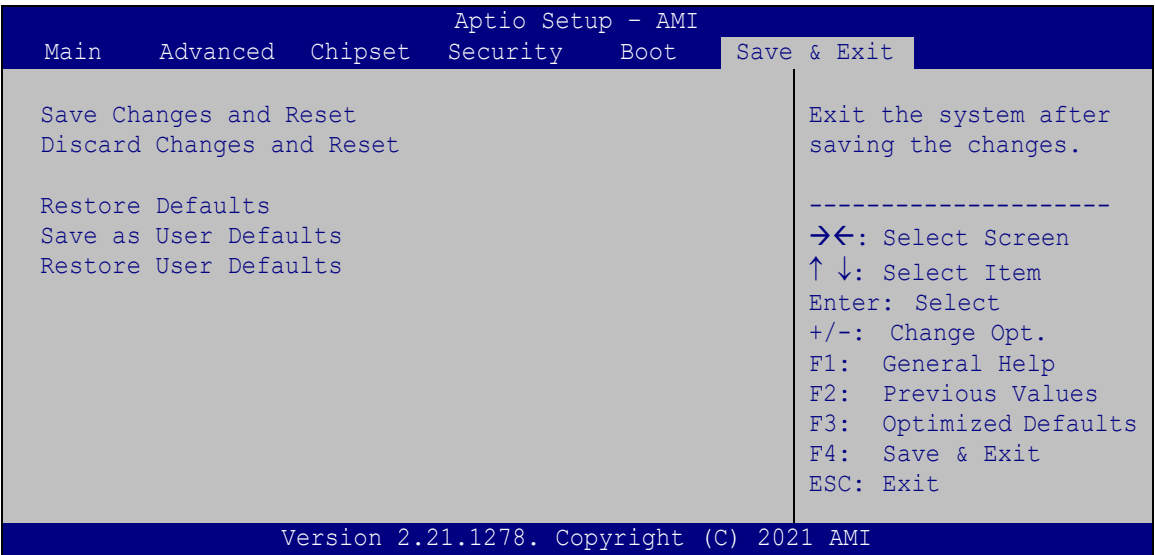 Aptio Setup – AMI
Main Advanced Chipset Security Boot Save & Exit
Save Changes and Reset
Discard Changes and Reset
Restore Defaults
Save as User Defaults
Restore User Defaults
Exit the system after
saving the changes.
---------------------
→←: Select Screen
↑ ↓: Select Item
Enter: Select
+/-: Change Opt.
F1: General Help
F2: Previous Values
F3: Optimized Defaults
F4: Save & Exit
ESC: Exit
Version 2.21.1278. Copyright (C) 2021 AMI